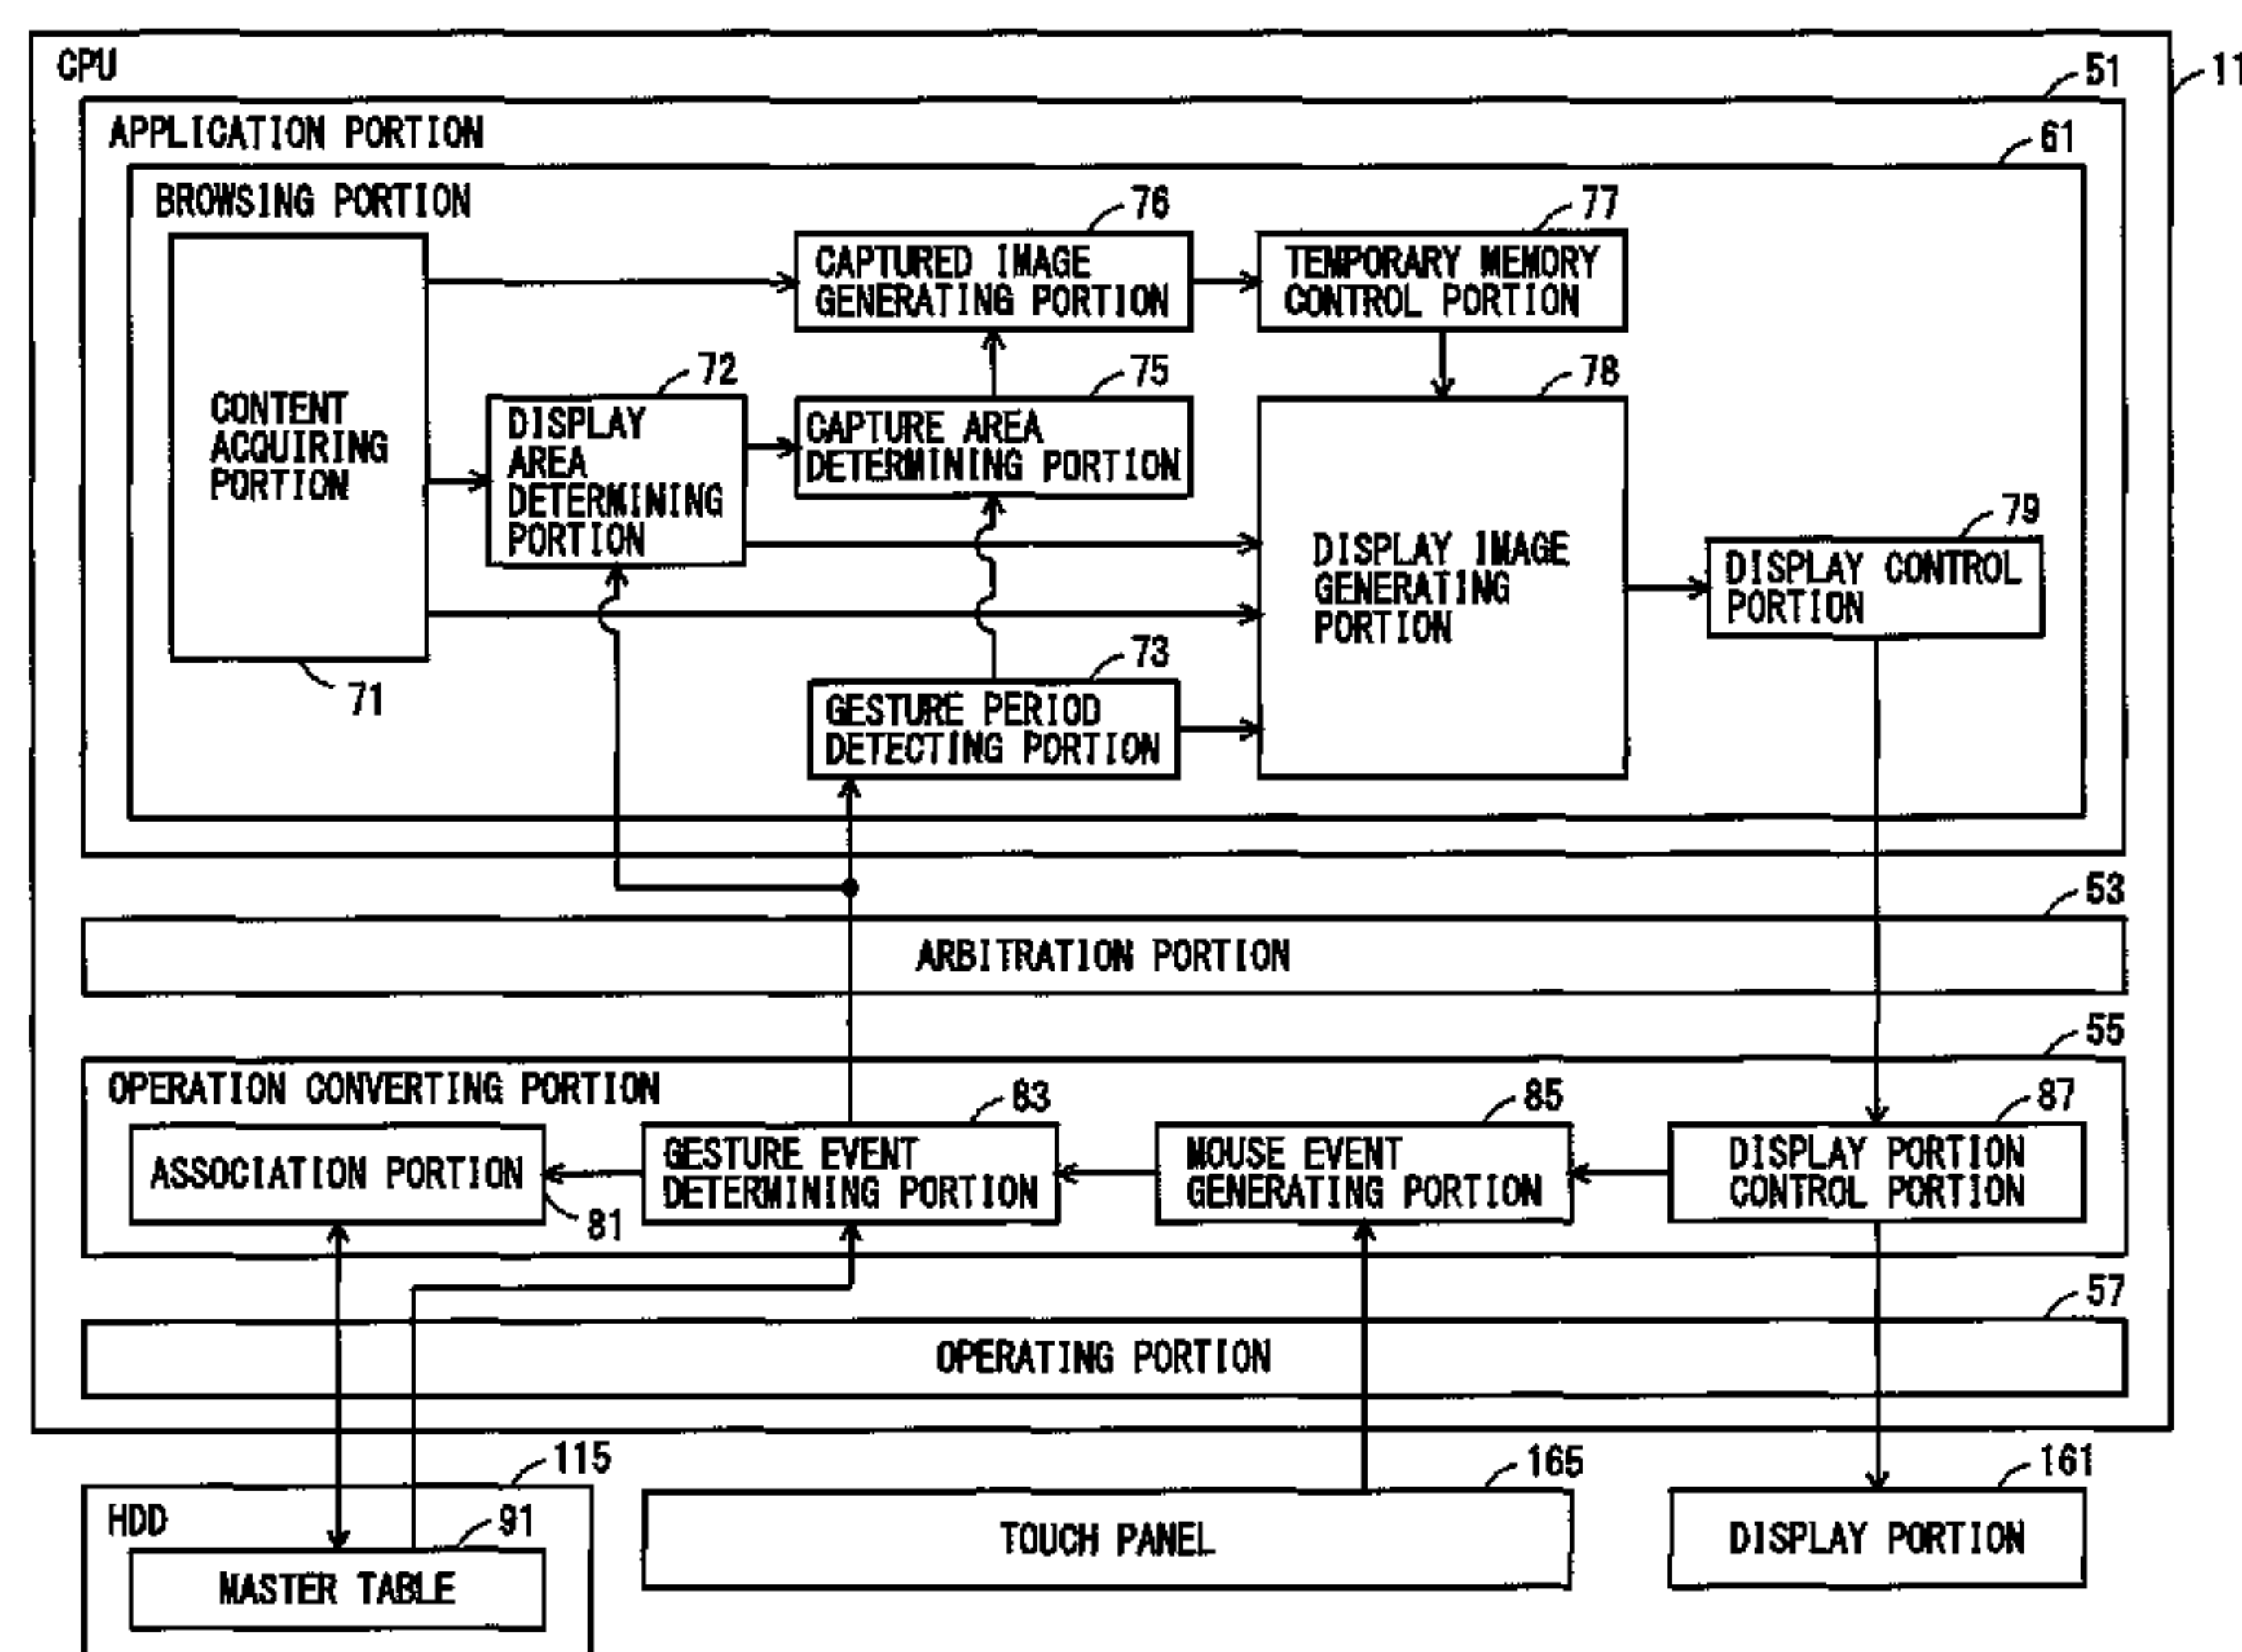 CPU
11
51
APPLICATION PORTION
61
BROWSING PORTION
76
77
CAPTURED IMAGE
GENERATING PORTION
TEMPORARY MEMORY
CONTROL PORTION
72
75
78
CONTENT
ACQUIRING
PORTION
DISPLAY
AREA
DETERMINING
PORTION
CAPTURE AREA
DETERMINING PORTION
79
DISPLAY IMAGE
GENERATING
PORTION
DISPLAY CONTROL
PORTION
73
71
GESTURE PERIOD
DETECTING PORTION
53
ARBITRATION PORTION
55
OPERATION CONVERTING PORTION
83
85
87
ASSOCIATION PORTION
81
GESTURE EVENT
DETERMINING PORTION
MOUSE EVENT
GENERATING PORTION
DISPLAY PORTION
CONTROL PORTION
57
OPERATING PORTION
115
165
161
HDD
91
MASTER TABLE
TOUCH PANEL
DISPLAY PORTION